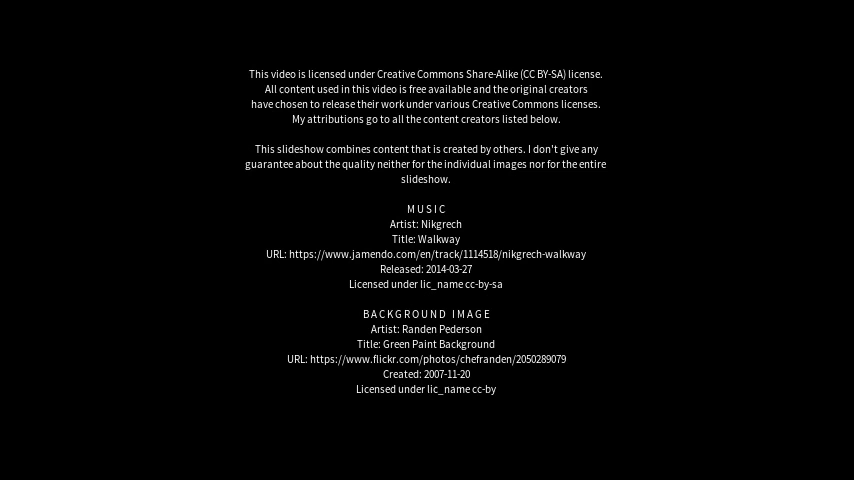 This video is licensed under Creative Commons Share-Alike (CC BY-SA) license.
All content used in this video is free available and the original creators
have chosen to release their work under various Creative Commons licenses.
My attributions go to all the content creators listed below.
This slideshow combines content that is created by others. I don't give any
guarantee about the quality neither for the individual images nor for the entire
slideshow.
M U S I C
Artist: Nikgrech
Title: Walkway
URL: https://www.jamendo.com/en/track/1114518/nikgrech-walkway
Released: 2014-03-27
Licensed under lic_name cc-by-sa
B A C K G R O U N D   I M A G E
Artist: Randen Pederson
Title: Green Paint Background
URL: https://www.flickr.com/photos/chefranden/2050289079
Created: 2007-11-20
Licensed under lic_name cc-by